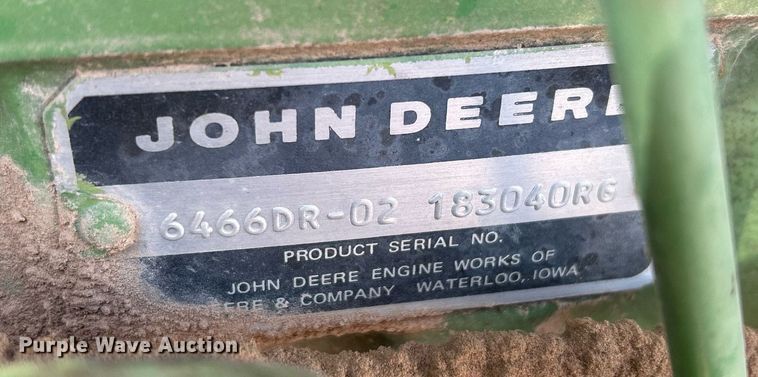 JOHN DEERE
6466DR-02 183040RG
PRODUCT SERIAL NO.
JOHN DEERE ENGINE WORKS OF
ERE & COMPANY WATERLOO, IOWA
Purple Wave Auction